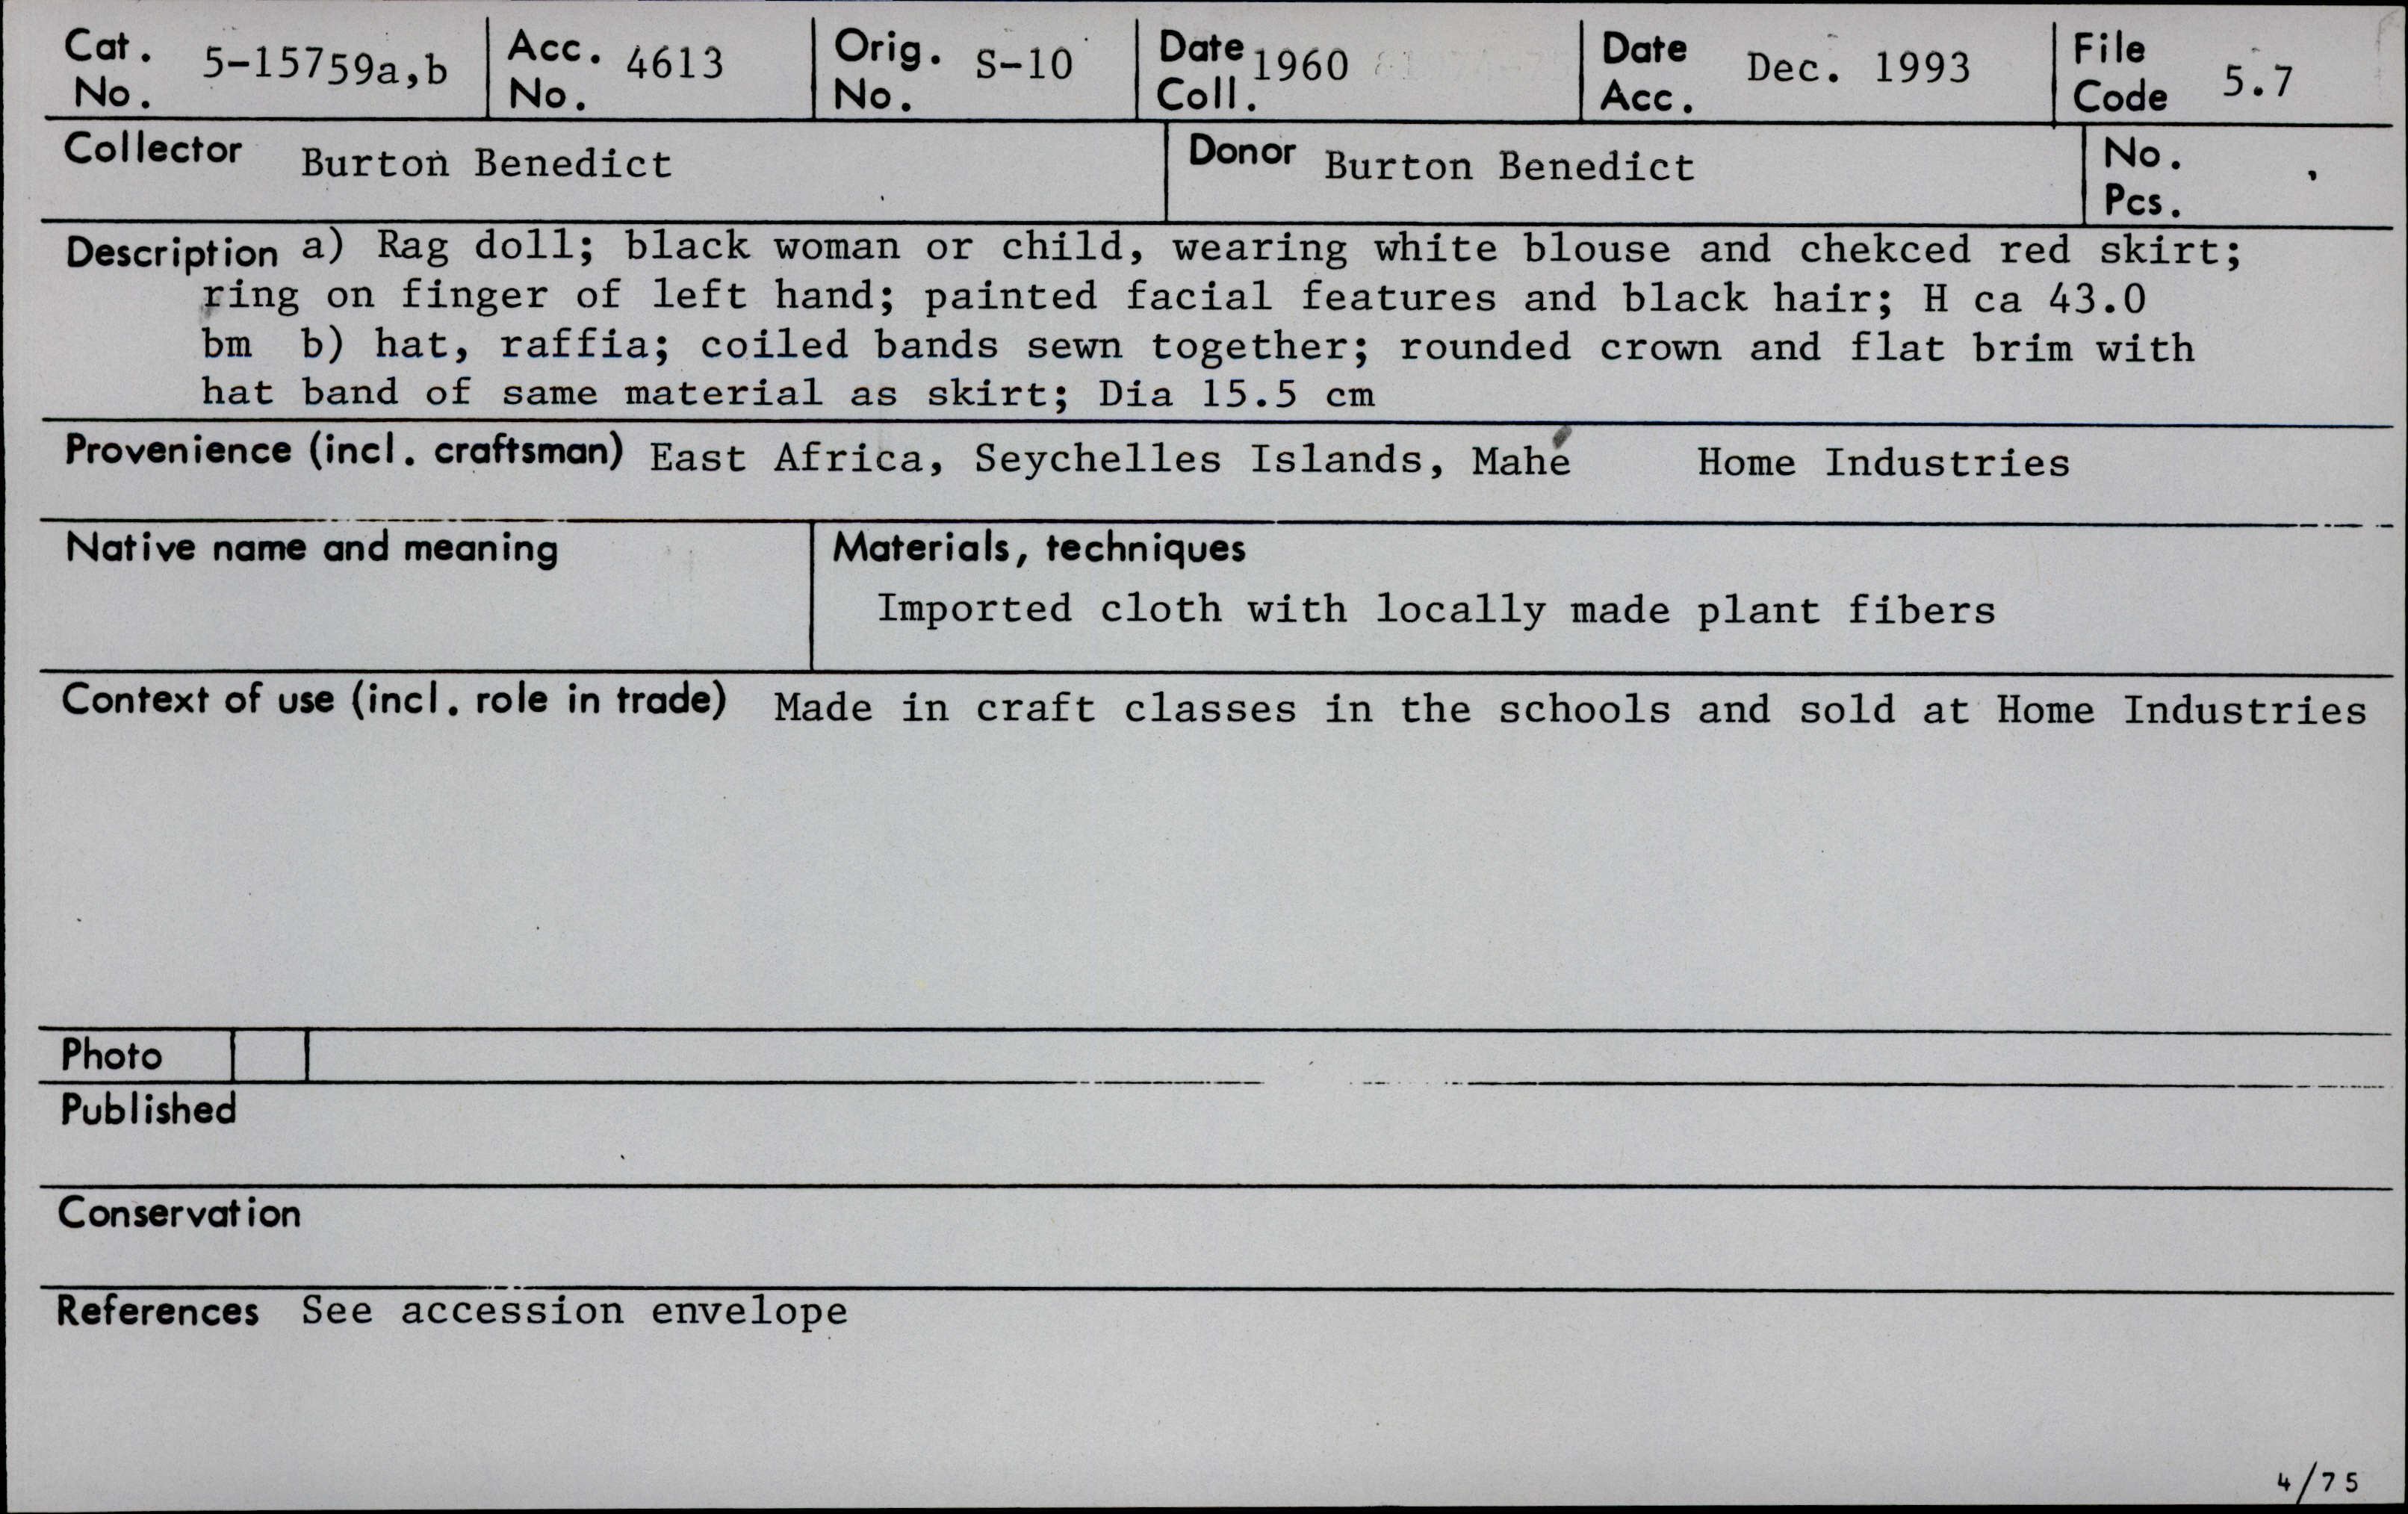 Cat. No. 5-15759a,b Acc. No. 4613 Orig. No. S-10 Date Coll. 1960 Date Acc. Dec. 1993 File Code 5.7
Collector Burton Benedict Donor Burton Benedict No. Pcs.
Description a) Rag doll; black woman or child, wearing white blouse and chekced red skirt;
ring on finger of left hand; painted facial features and black hair; H ca 43.0
bm b) hat, raffia; coiled bands sewn together; rounded crown and flat brim with
hat band of same material as skirt; Dia 15.5 cm
Provenience (incl. craftsman) East Africa, Seychelles Islands, Mahé Home Industries
Native name and meaning Materials, techniques
Imported cloth with locally made plant fibers
Context of use (incl. role in trade) Made in craft classes in the schools and sold at Home Industries
Photo
Published
Conservation
References See accession envelope
4/75